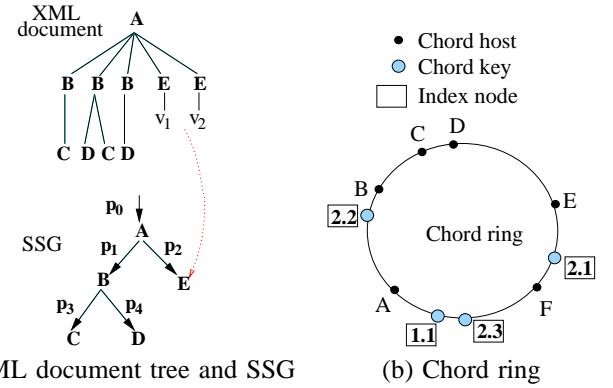 XML
document
A
B B B E E
v1 v2
C D C D
SSG
p0
A
p1 p2
B E
p3 p4
C D
ML document tree and SSG
Chord host
Chord key
Index node
D
C
B
E
2.2
Chord ring
2.1
A
F
1.1 2.3
(b) Chord ring